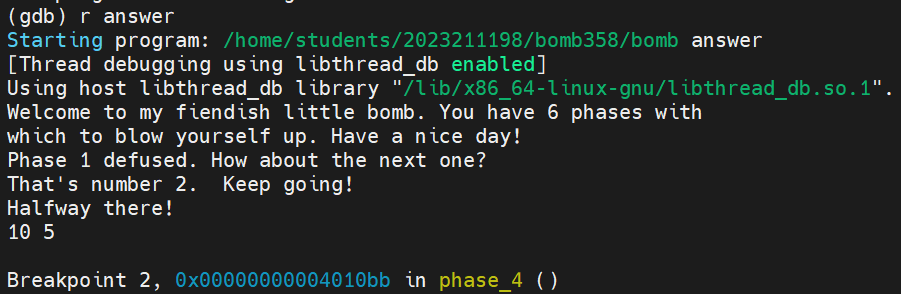 (gdb) r answer
Starting program: /home/students/2023211198/bomb358/bomb answer
[Thread debugging using libthread_db enabled]
Using host libthread_db library "/lib/x86_64-linux-gnu/libthread_db.so.1".
Welcome to my fiendish little bomb. You have 6 phases with
which to blow yourself up. Have a nice day!
Phase 1 defused. How about the next one?
That's number 2.  Keep going!
Halfway there!
10 5
Breakpoint 2, 0x00000000004010bb in phase_4 ()